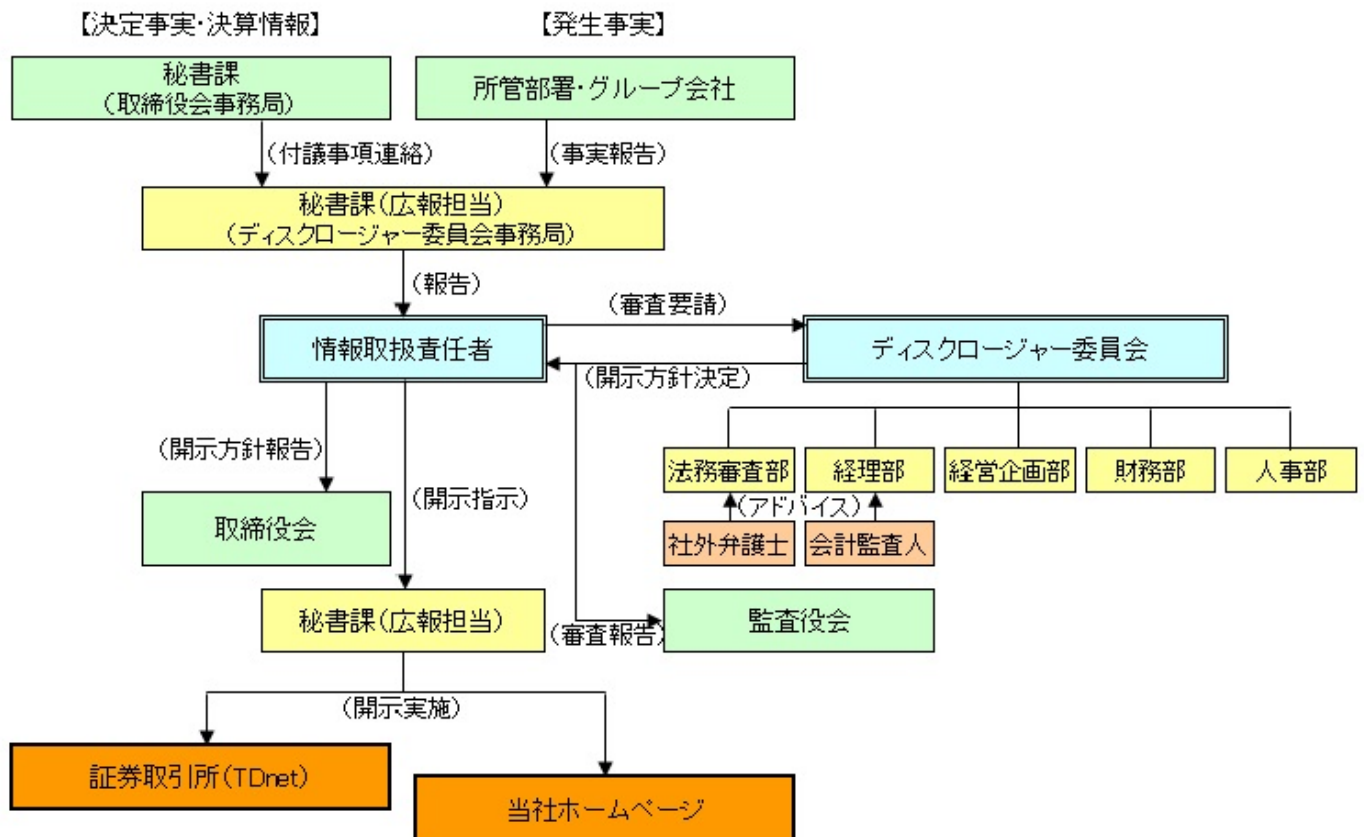 【決定事実・決算情報】
【発生事実】
秘書課
(取締役会事務局)
所管部署・グループ会社
(付議事項連絡)
(事実報告)
秘書課(広報担当)
(ディスクロージャー委員会事務局)
(報告)
(審査要請)
情報取扱責任者
ディスクロージャー委員会
(開示方針決定)
(開示方針報告)
(開示指示)
法務審査部
経理部
経営企画部
財務部
人事部
(アドバイス)
社外弁護士
会計監査人
取締役会
秘書課(広報担当)
(審査報告)
監査役会
(開示実施)
証券取引所(TDnet)
当社ホームページ